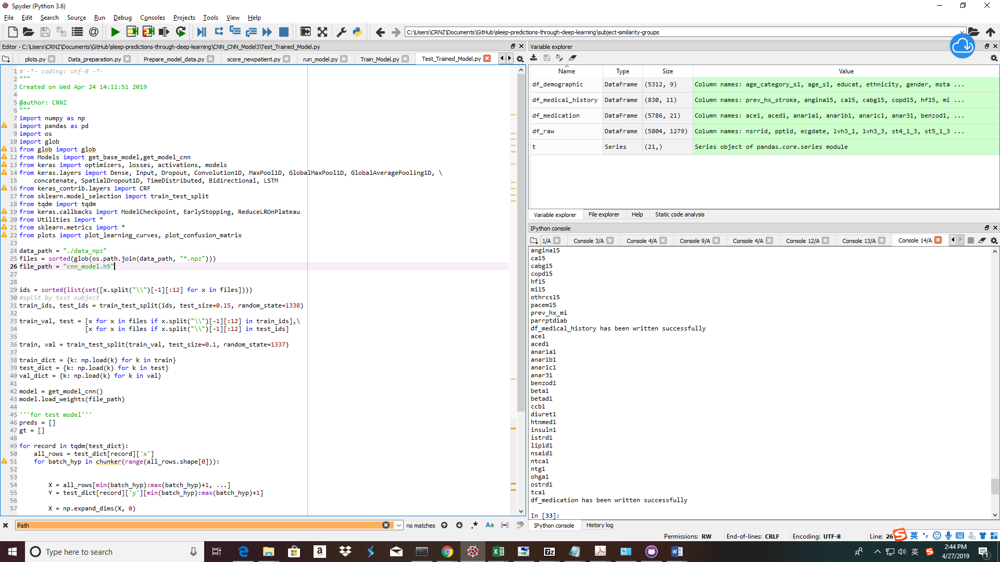 Spyder (Python 3.6)
File Edit Search Source Run Debug Consoles Projects Tools View Help
C:\Users\CRNZ\Documents\GitHub\sleep-predictions-through-deep-learning\subject-similarity-groups
Editor - C:\Users\CRNZ\Documents\GitHub\sleep-predictions-through-deep-learning\CNN_CNN_Model3\Test_Trained_Model.py
plots.py Data_preparation.py Prepare_model_data.py score_newpatient.py run_model.py Train_Model.py Test_Trained_Model.py
1 # -*- coding: utf-8 -*-
2 """
3 Created on Wed Apr 24 14:11:51 2019
4
5 @author: CRNZ
6 """
7 import numpy as np
8 import pandas as pd
9 import os
10 import glob
11 from glob import glob
12 from Models import get_base_model,get_model_cnn
13 from keras import optimizers, losses, activations, models
14 from keras.layers import Dense, Input, Dropout, Convolution1D, MaxPool1D, GlobalMaxPool1D, GlobalAveragePooling1D, \
15 concatenate, SpatialDropout1D, TimeDistributed, Bidirectional, LSTM
16 from keras_contrib.layers import CRF
17 from sklearn.model_selection import train_test_split
18 from tqdm import tqdm
19 from keras.callbacks import ModelCheckpoint, EarlyStopping, ReduceLROnPlateau
20 from Utilities import *
21 from sklearn.metrics import *
22 from plots import plot_learning_curves, plot_confusion_matrix
23
24 data_path = "./data_npz"
25 files = sorted(glob(os.path.join(data_path, "*.npz")))
26 file_path = "cnn_model.h5"
27
28
29 ids = sorted(list(set([x.split("\\")[-1][:12] for x in files])))
30 #split by test subject
31 train_ids, test_ids = train_test_split(ids, test_size=0.15, random_state=1338)
32
33 train_val, test = [x for x in files if x.split("\\")[-1][:12] in train_ids],\
34 [x for x in files if x.split("\\")[-1][:12] in test_ids]
35
36 train, val = train_test_split(train_val, test_size=0.1, random_state=1337)
37
38 train_dict = {k: np.load(k) for k in train}
39 test_dict = {k: np.load(k) for k in test}
40 val_dict = {k: np.load(k) for k in val}
41
42 model = get_model_cnn()
43 model.load_weights(file_path)
44
45 '''for test model'''
46 preds = []
47 gt = []
48
49 for record in tqdm(test_dict):
50 all_rows = test_dict[record]['x']
51 for batch_hyp in chunker(range(all_rows.shape[0])):
52
53
54 X = all_rows[min(batch_hyp):max(batch_hyp)+1, ...]
55 Y = test_dict[record]['y'][min(batch_hyp):max(batch_hyp)+1]
56
57 X = np.expand_dims(X, 0)
Path no matches .* Aa
Variable explorer
Name Type Size Value
df_demographic DataFrame (5312, 9) Column names: age_category_s1, age_s1, educat, ethnicity, gender, msta ...
df_medical_history DataFrame (830, 11) Column names: prev_hx_stroke, angina15, ca15, cabg15, copd15, hf15, mi ...
df_medication DataFrame (5786, 21) Column names: ace1, aced1, anar1a1, anar1b1, anar1c1, anar31, benzod1, ...
df_raw DataFrame (5804, 1279) Column names: nsrrid, pptid, ecgdate, lvh3_1, lvh3_3, st4_1_3, st5_1_3 ...
t Series (21,) Series object of pandas.core.series module
Variable explorer File explorer Help Static code analysis
IPython console
1/A Console 3/A Console 4/A Console 9/A Console 4/A Console 12/A Console 13/A Console 14/A
angina15
ca15
cabg15
copd15
hf15
mi15
othrcs15
pacem15
prev_hx_mi
parrptdiab
df_medical_history has been written successfully
ace1
aced1
anar1a1
anar1b1
anar1c1
anar31
benzod1
beta1
betad1
ccb1
diuret1
htnmed1
insuln1
istrd1
lipid1
nsaid1
ntca1
ntg1
ohga1
ostrd1
tca1
df_medication has been written successfully
In [33]:
IPython console History log
Permissions: RW End-of-lines: CRLF Encoding: UTF-8 Line: 26 英
Type here to search
英 2:44 PM
4/27/2019